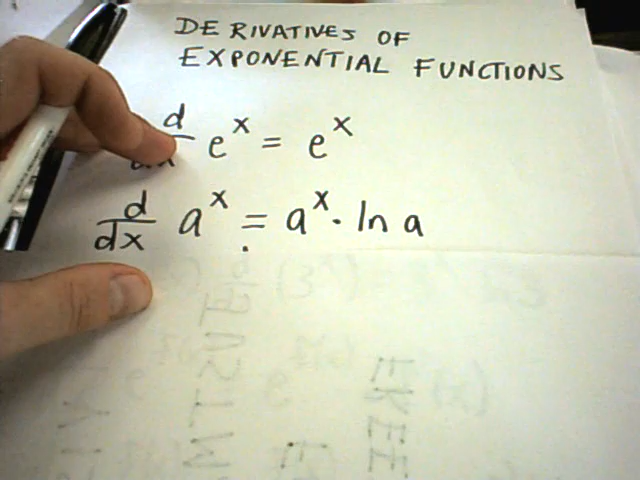 DERIVATIVES OF
EXPONENTIAL FUNCTIONS
d/dx e^x = e^x
d/dx a^x = a^x · ln a